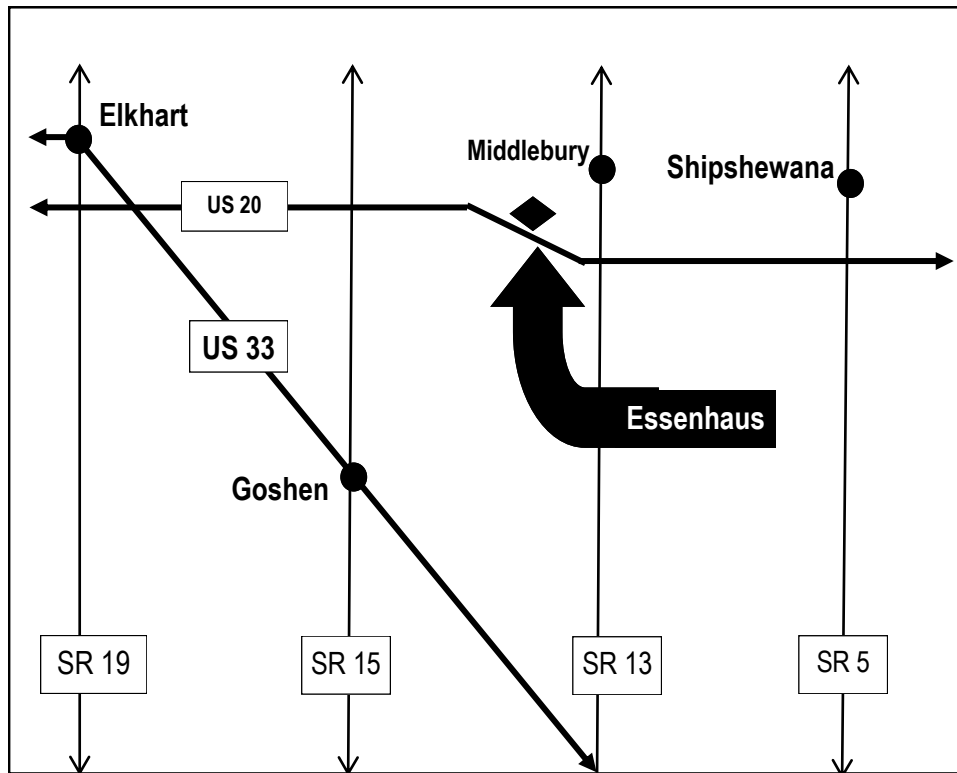 Elkhart
Middlebury
Shipshewana
US 20
US 33
Essenhaus
Goshen
SR 19
SR 15
SR 13
SR 5